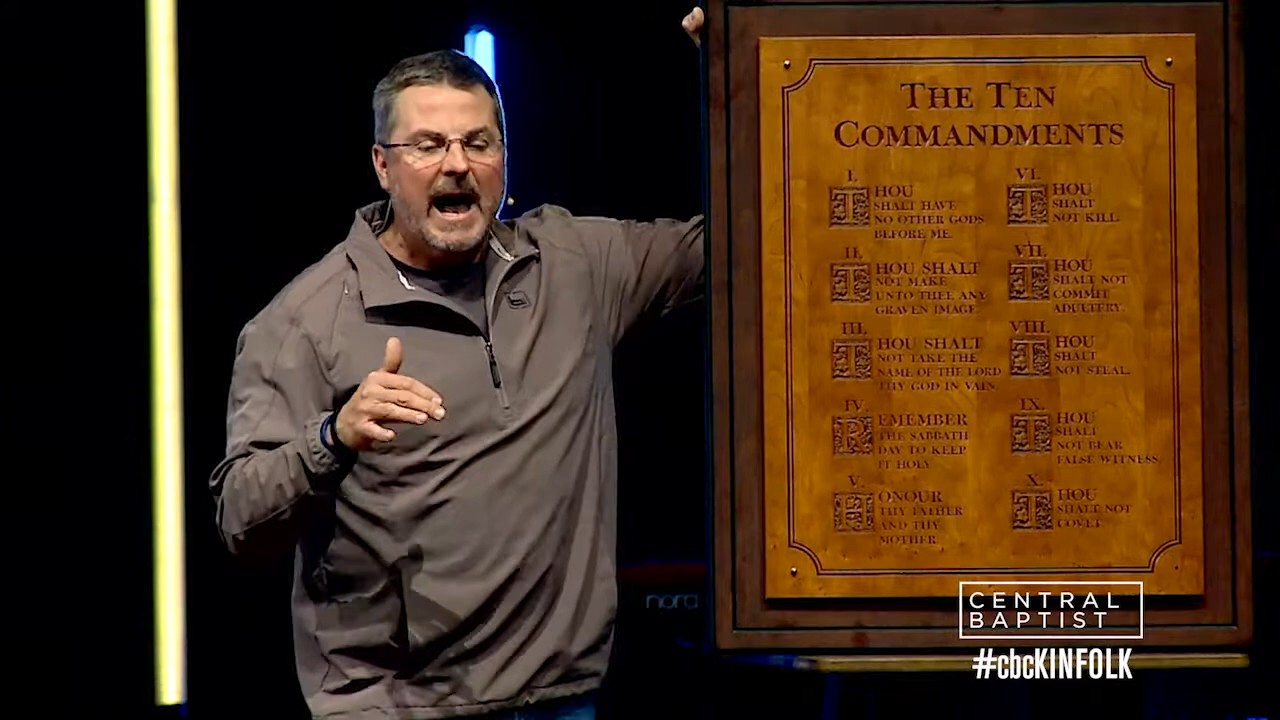 THE TEN
COMMANDMENTS
I.
THOU
SHALT HAVE
NO OTHER GODS
BEFORE ME.
II.
THOU SHALT
NOT MAKE
UNTO THEE ANY
GRAVEN IMAGE.
III.
THOU SHALT
NOT TAKE THE
NAME OF THE LORD
THY GOD IN VAIN.
IV.
REMEMBER
THE SABBATH
DAY TO KEEP
IT HOLY.
V.
HONOUR
THY FATHER
AND THY
MOTHER.
VI.
THOU
SHALT
NOT KILL.
VII.
THOU
SHALT NOT
COMMIT
ADULTERY.
VIII.
THOU
SHALT
NOT STEAL.
IX.
THOU
SHALT
NOT BEAR
FALSE WITNESS.
X.
THOU
SHALT NOT
COVET.
nord
CENTRAL
BAPTIST
#cbcKINFOLK